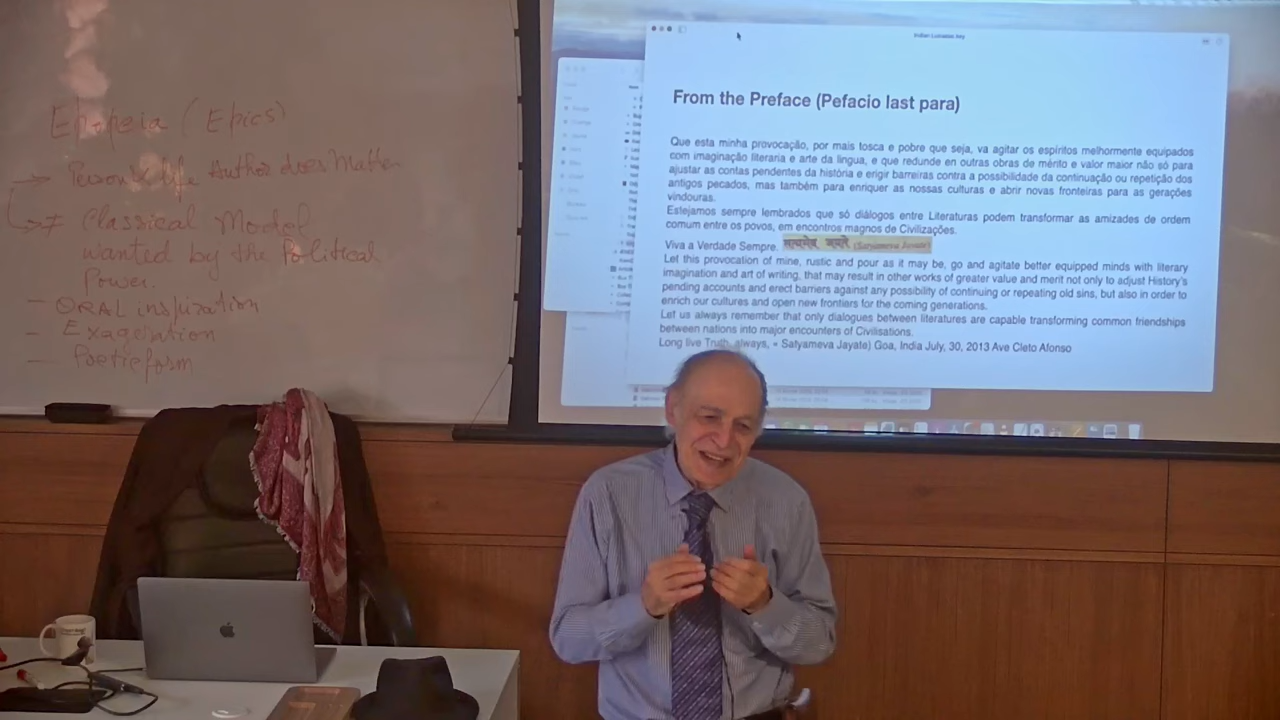 Epopeia (Epics)
→ Person & life Author does Matter
→ Classical Model
wanted by the Political
Power.
- ORAL inspiration
- Exageration
- Poetic form
Indian Lusiadas key
From the Preface (Pefacio last para)
Que esta minha provocação, por mais tosca e pobre que seja, va agitar os espiritos melhormente equipados
com imaginação literaria e arte da lingua, e que redunde en outras obras de mérito e valor maior não só para
ajustar as contas pendentes da história e erigir barreiras contra a possibilidade da continuação ou repetição dos
antigos pecados, mas também para enriquer as nossas culturas e abrir novas fronteiras para as gerações
vindouras.
Estejamos sempre lembrados que só diálogos entre Literaturas podem transformar as amizades de ordem
comum entre os povos, em encontros magnos de Civilizações.
Viva a Verdade Sempre. सत्यमेव जयते (Satyameva Jayate)
Let this provocation of mine, rustic and pour as it may be, go and agitate better equipped minds with literary
imagination and art of writing, that may result in other works of greater value and merit not only to adjust History's
pending accounts and erect barriers against any possibility of continuing or repeating old sins, but also in order to
enrich our cultures and open new frontiers for the coming generations.
Let us always remember that only dialogues between literatures are capable transforming common friendships
between nations into major encounters of Civilisations.
Long live Truth, always, « Satyameva Jayate) Goa, India July, 30, 2013 Ave Cleto Afonso